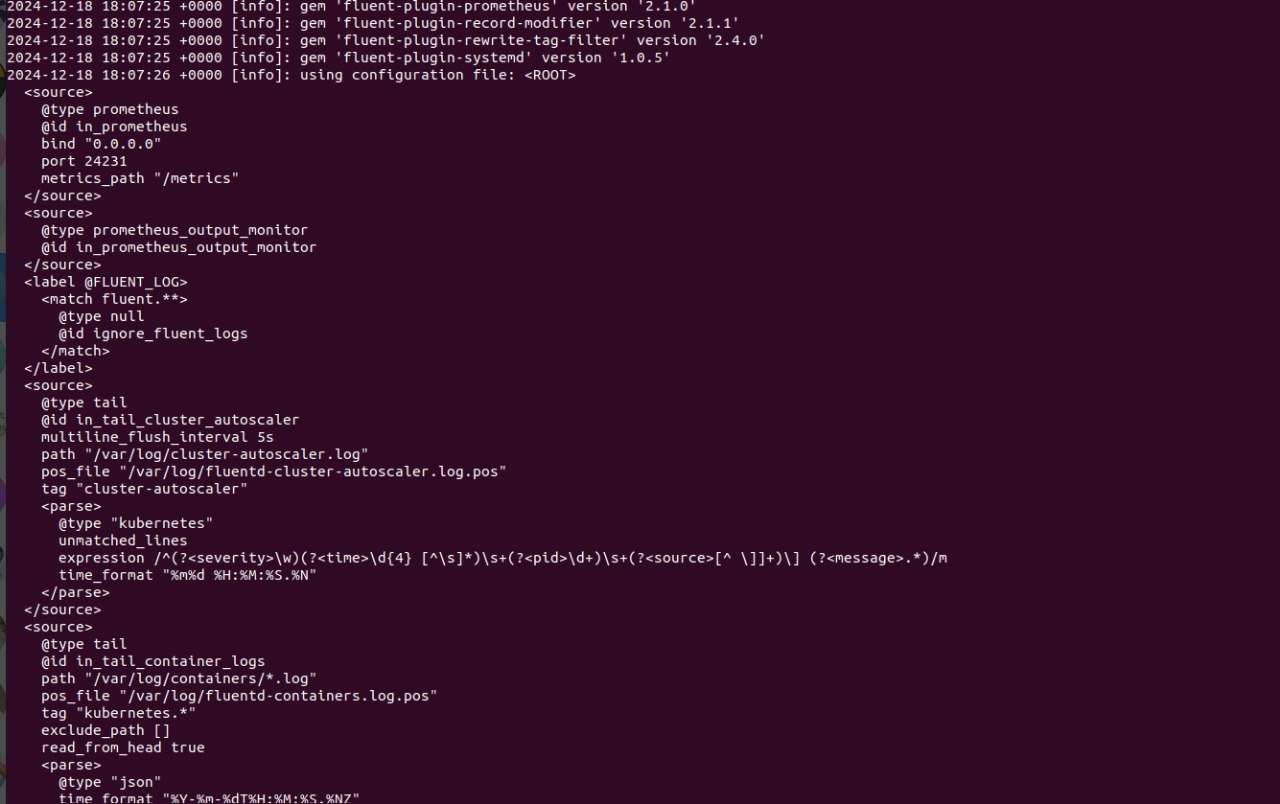 2024-12-18 18:07:25 +0000 [info]: gem 'fluent-plugin-prometheus' version '2.1.0'
2024-12-18 18:07:25 +0000 [info]: gem 'fluent-plugin-record-modifier' version '2.1.1'
2024-12-18 18:07:25 +0000 [info]: gem 'fluent-plugin-rewrite-tag-filter' version '2.4.0'
2024-12-18 18:07:25 +0000 [info]: gem 'fluent-plugin-systemd' version '1.0.5'
2024-12-18 18:07:26 +0000 [info]: using configuration file: <ROOT>
  <source>
    @type prometheus
    @id in_prometheus
    bind "0.0.0.0"
    port 24231
    metrics_path "/metrics"
  </source>
  <source>
    @type prometheus_output_monitor
    @id in_prometheus_output_monitor
  </source>
  <label @FLUENT_LOG>
    <match fluent.**>
      @type null
      @id ignore_fluent_logs
    </match>
  </label>
  <source>
    @type tail
    @id in_tail_cluster_autoscaler
    multiline_flush_interval 5s
    path "/var/log/cluster-autoscaler.log"
    pos_file "/var/log/fluentd-cluster-autoscaler.log.pos"
    tag "cluster-autoscaler"
    <parse>
      @type "kubernetes"
      unmatched_lines
      expression /^(?<severity>\w)(?<time>\d{4} [^\s]*)\s+(?<pid>\d+)\s+(?<source>[^ \]]+)\] (?<message>.*)/m
      time_format "%m%d %H:%M:%S.%N"
    </parse>
  </source>
  <source>
    @type tail
    @id in_tail_container_logs
    path "/var/log/containers/*.log"
    pos_file "/var/log/fluentd-containers.log.pos"
    tag "kubernetes.*"
    exclude_path []
    read_from_head true
    <parse>
      @type "json"
      time_format "%Y-%m-%dT%H:%M:%S.%NZ"